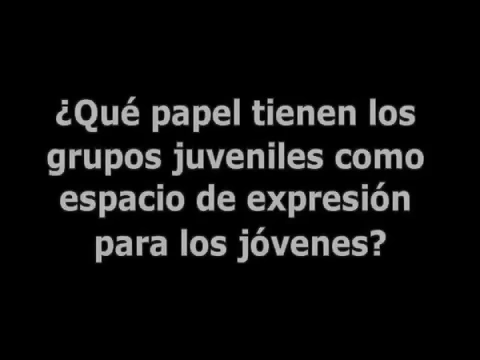 ¿Qué papel tienen los
grupos juveniles como
espacio de expresión
para los jóvenes?